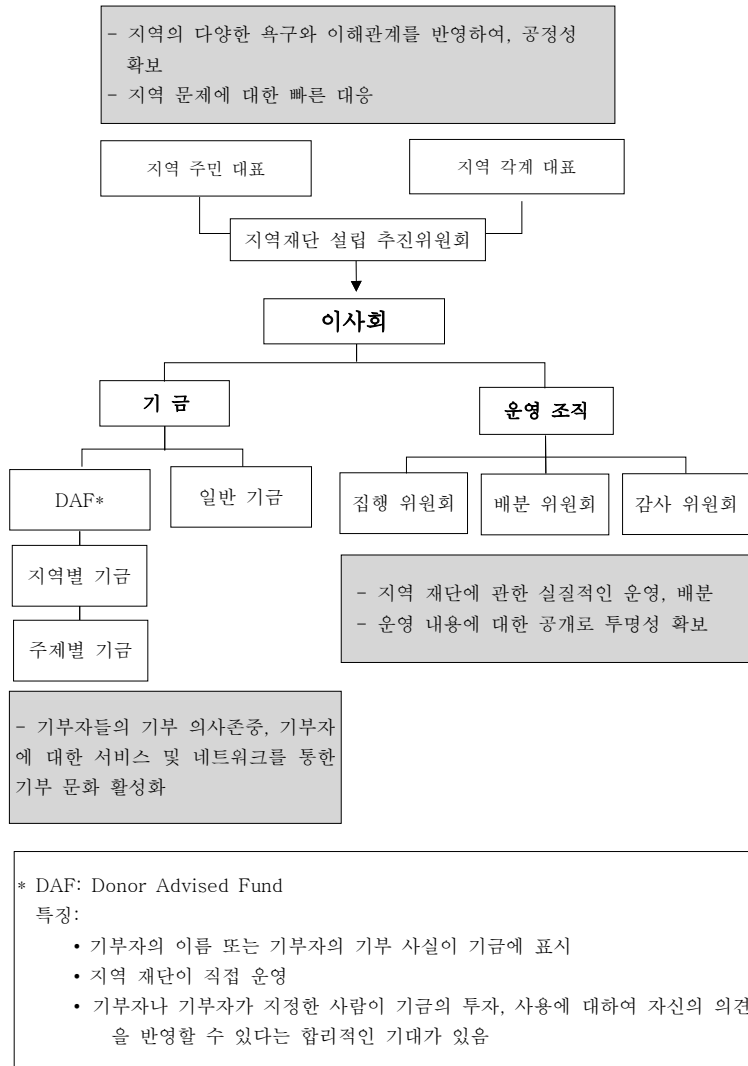 - 지역의 다양한 욕구와 이해관계를 반영하여, 공정성
확보
- 지역 문제에 대한 빠른 대응
지역 주민 대표
지역 각계 대표
지역재단 설립 추진위원회
이사회
기 금
운영 조직
DAF*
일반 기금
집행 위원회
배분 위원회
감사 위원회
지역별 기금
주제별 기금
- 지역 재단에 관한 실질적인 운영, 배분
- 운영 내용에 대한 공개로 투명성 확보
- 기부자들의 기부 의사존중, 기부자
에 대한 서비스 및 네트워크를 통한
기부 문화 활성화
* DAF: Donor Advised Fund
특징:
• 기부자의 이름 또는 기부자의 기부 사실이 기금에 표시
• 지역 재단이 직접 운영
• 기부자나 기부자가 지정한 사람이 기금의 투자, 사용에 대하여 자신의 의견
을 반영할 수 있다는 합리적인 기대가 있음